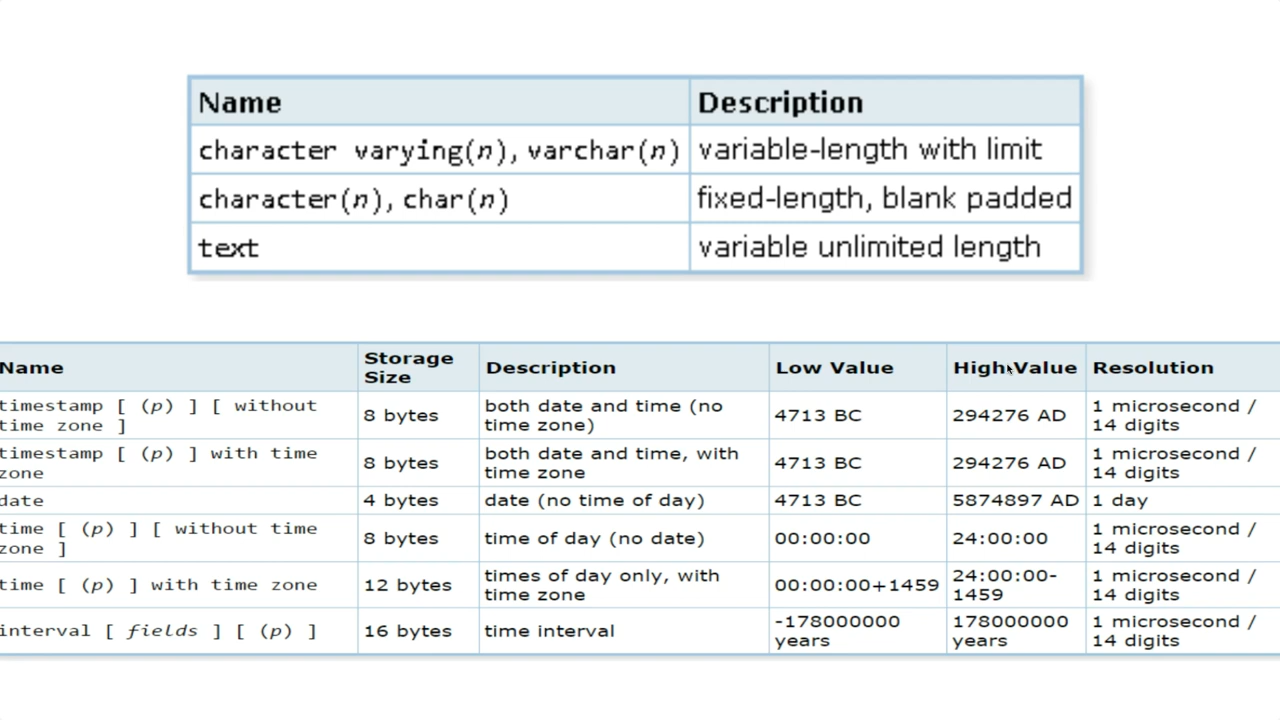 Name Description
character varying(n), varchar(n) variable-length with limit
character(n), char(n) fixed-length, blank padded
text variable unlimited length
Name Storage Size Description Low Value High Value Resolution
timestamp [ (p) ] [ without time zone ] 8 bytes both date and time (no time zone) 4713 BC 294276 AD 1 microsecond / 14 digits
timestamp [ (p) ] with time zone 8 bytes both date and time, with time zone 4713 BC 294276 AD 1 microsecond / 14 digits
date 4 bytes date (no time of day) 4713 BC 5874897 AD 1 day
time [ (p) ] [ without time zone ] 8 bytes time of day (no date) 00:00:00 24:00:00 1 microsecond / 14 digits
time [ (p) ] with time zone 12 bytes times of day only, with time zone 00:00:00+1459 24:00:00-1459 1 microsecond / 14 digits
interval [ fields ] [ (p) ] 16 bytes time interval -178000000 years 178000000 years 1 microsecond / 14 digits